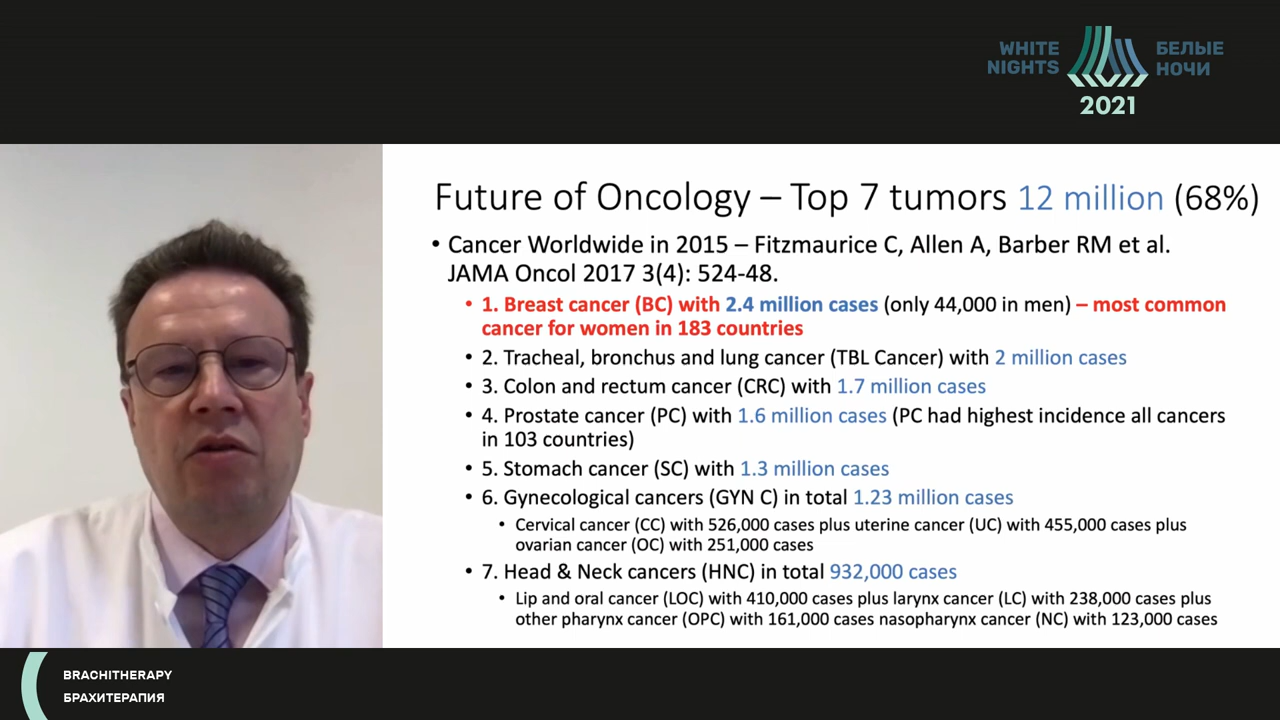 WHITE
NIGHTS
БЕЛЫЕ
НОЧИ
2021
Future of Oncology – Top 7 tumors 12 million (68%)
• Cancer Worldwide in 2015 – Fitzmaurice C, Allen A, Barber RM et al.
JAMA Oncol 2017 3(4): 524-48.
• 1. Breast cancer (BC) with 2.4 million cases (only 44,000 in men) – most common
cancer for women in 183 countries
• 2. Tracheal, bronchus and lung cancer (TBL Cancer) with 2 million cases
• 3. Colon and rectum cancer (CRC) with 1.7 million cases
• 4. Prostate cancer (PC) with 1.6 million cases (PC had highest incidence all cancers
in 103 countries)
• 5. Stomach cancer (SC) with 1.3 million cases
• 6. Gynecological cancers (GYN C) in total 1.23 million cases
• Cervical cancer (CC) with 526,000 cases plus uterine cancer (UC) with 455,000 cases plus
ovarian cancer (OC) with 251,000 cases
• 7. Head & Neck cancers (HNC) in total 932,000 cases
• Lip and oral cancer (LOC) with 410,000 cases plus larynx cancer (LC) with 238,000 cases plus
other pharynx cancer (OPC) with 161,000 cases nasopharynx cancer (NC) with 123,000 cases
BRACHITHERAPY
БРАХИТЕРАПИЯ